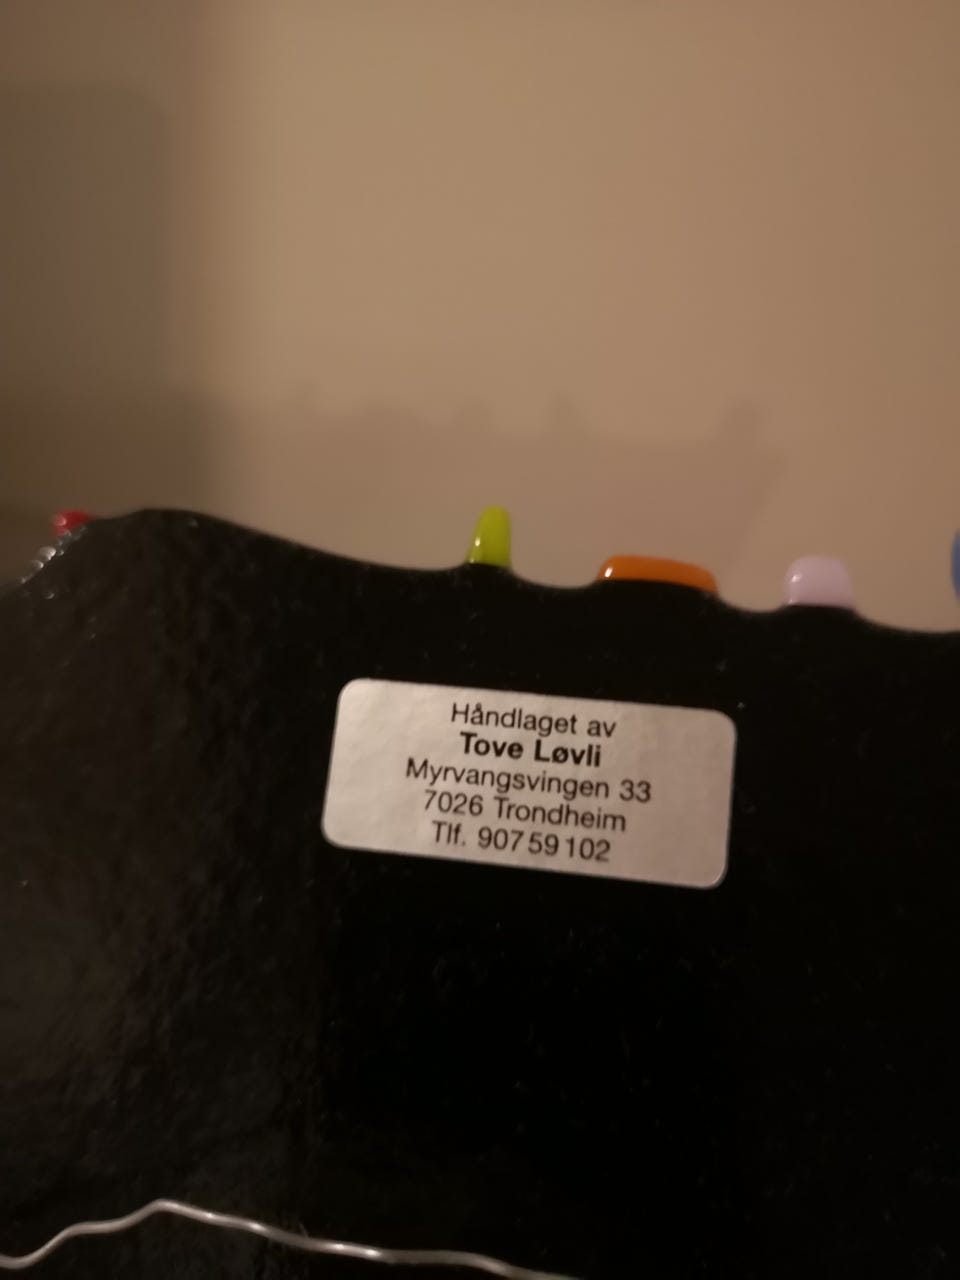 Håndlaget av
Tove Løvli
Myrvangsvingen 33
7026 Trondheim
Tlf. 90759102